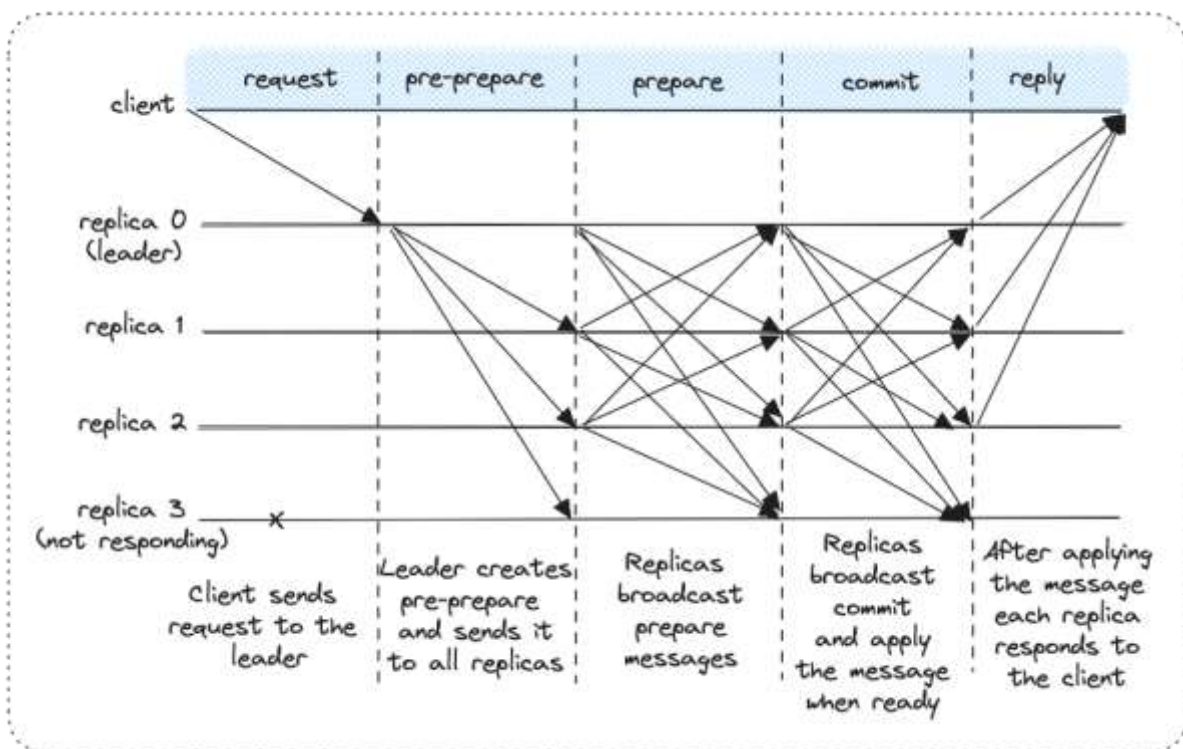 request
pre-prepare
prepare
commit
reply
client
replica 0
(leader)
replica 1
replica 2
replica 3
(not responding)
x
Client sends
request to the
leader
Leader creates
pre-prepare
and sends it
to all replicas
Replicas
broadcast
prepare
messages
Replicas
broadcast
commit
and apply
the message
when ready
After applying
the message
each replica
responds to
the client